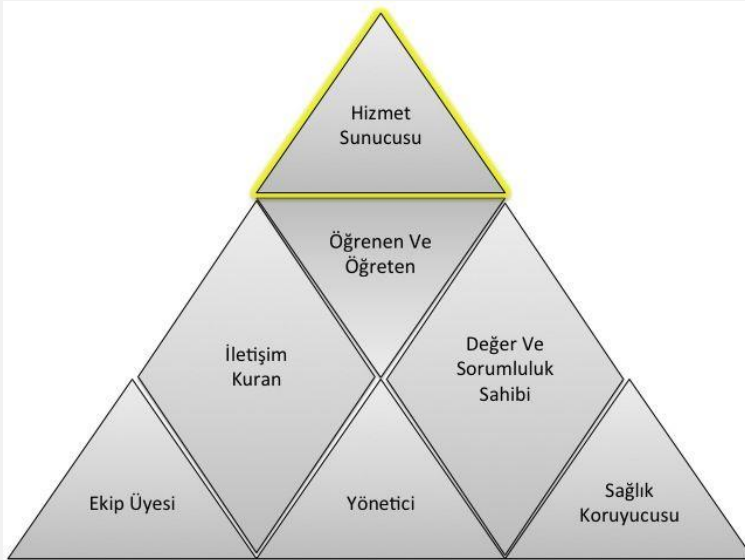 Hizmet
Sunucusu
Öğrenen Ve
Öğreten
İletişim
Kuran
Değer Ve
Sorumluluk
Sahibi
Ekip Üyesi
Yönetici
Sağlık
Koruyucusu